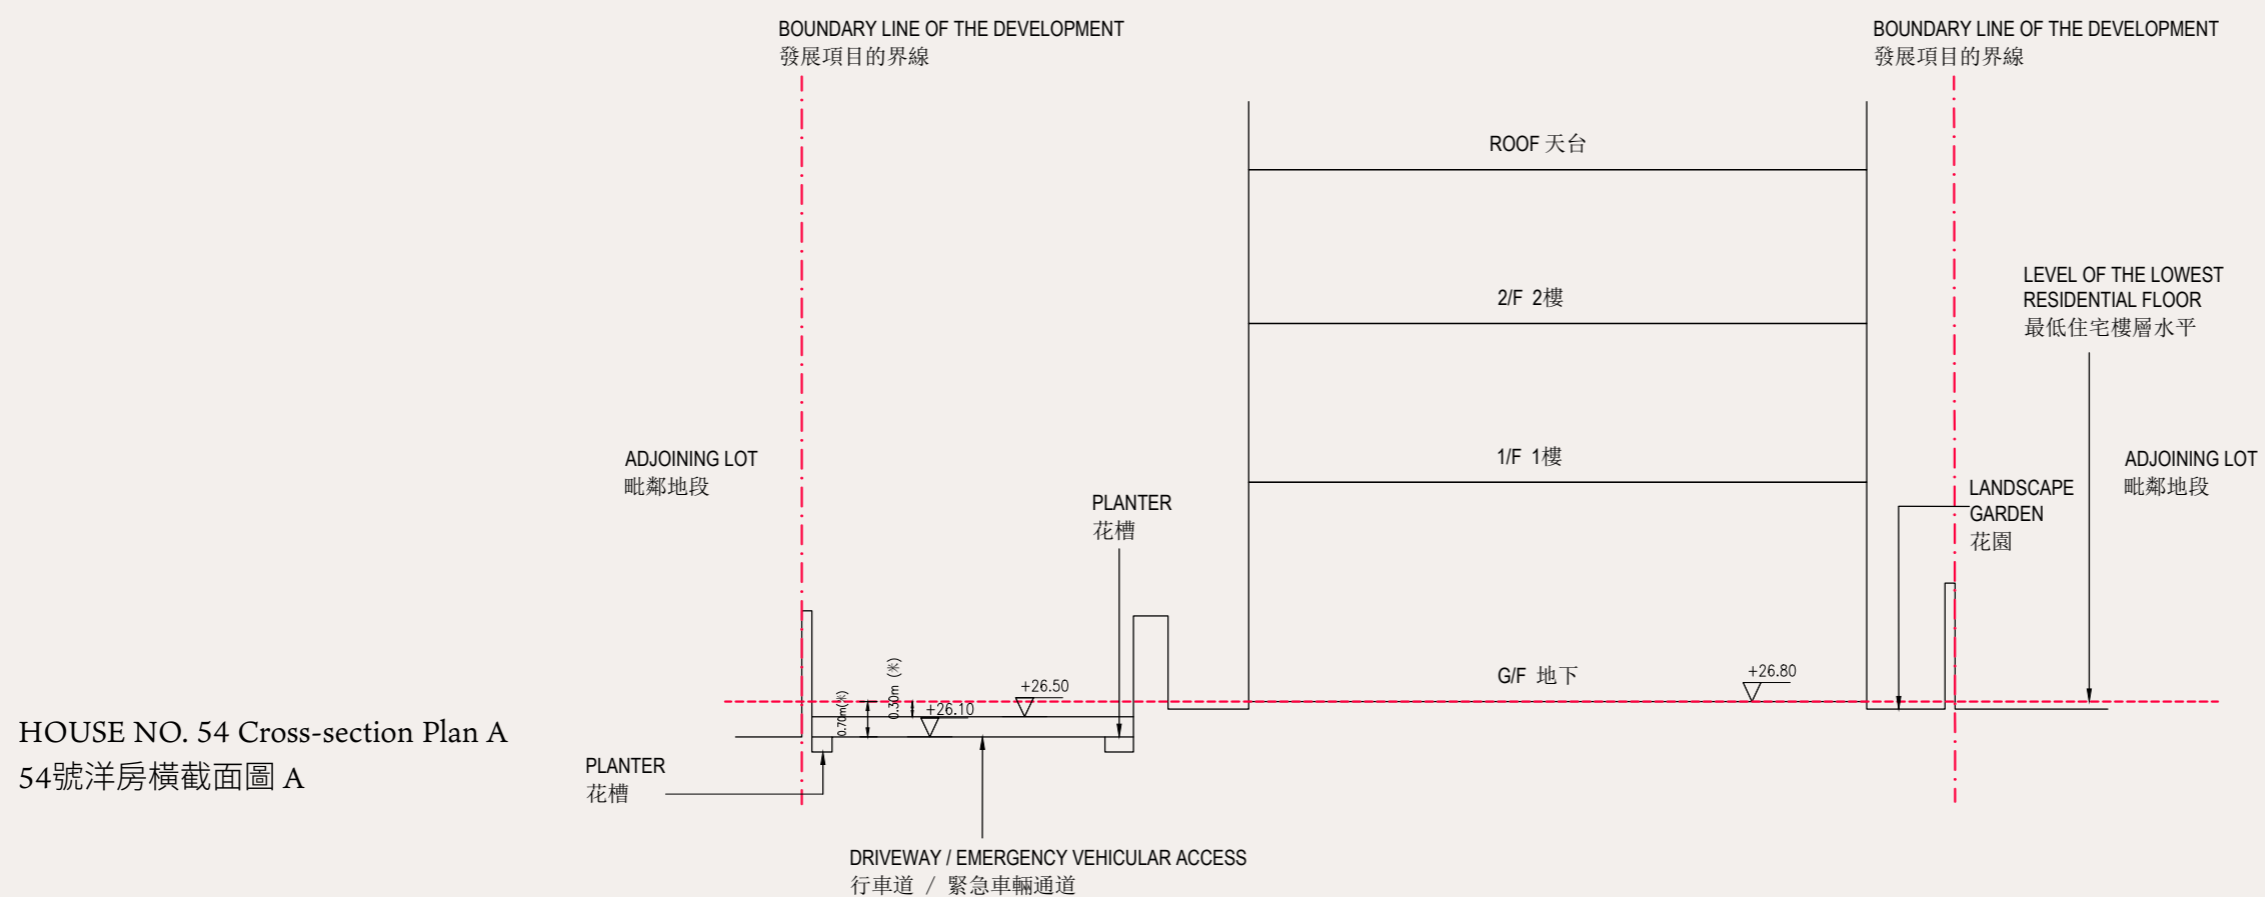 BOUNDARY LINE OF THE DEVELOPMENT
發展項目的界線
BOUNDARY LINE OF THE DEVELOPMENT
發展項目的界線
ROOF 天台
2/F 2樓
LEVEL OF THE LOWEST
RESIDENTIAL FLOOR
最低住宅樓層水平
1/F 1樓
ADJOINING LOT
毗鄰地段
ADJOINING LOT
毗鄰地段
PLANTER
花槽
LANDSCAPE
GARDEN
花園
G/F 地下
+26.80
+26.50
+26.10
0.70m(米)
0.30m (米)
HOUSE NO. 54 Cross-section Plan A
54號洋房橫截面圖 A
PLANTER
花槽
DRIVEWAY / EMERGENCY VEHICULAR ACCESS
行車道 / 緊急車輛通道